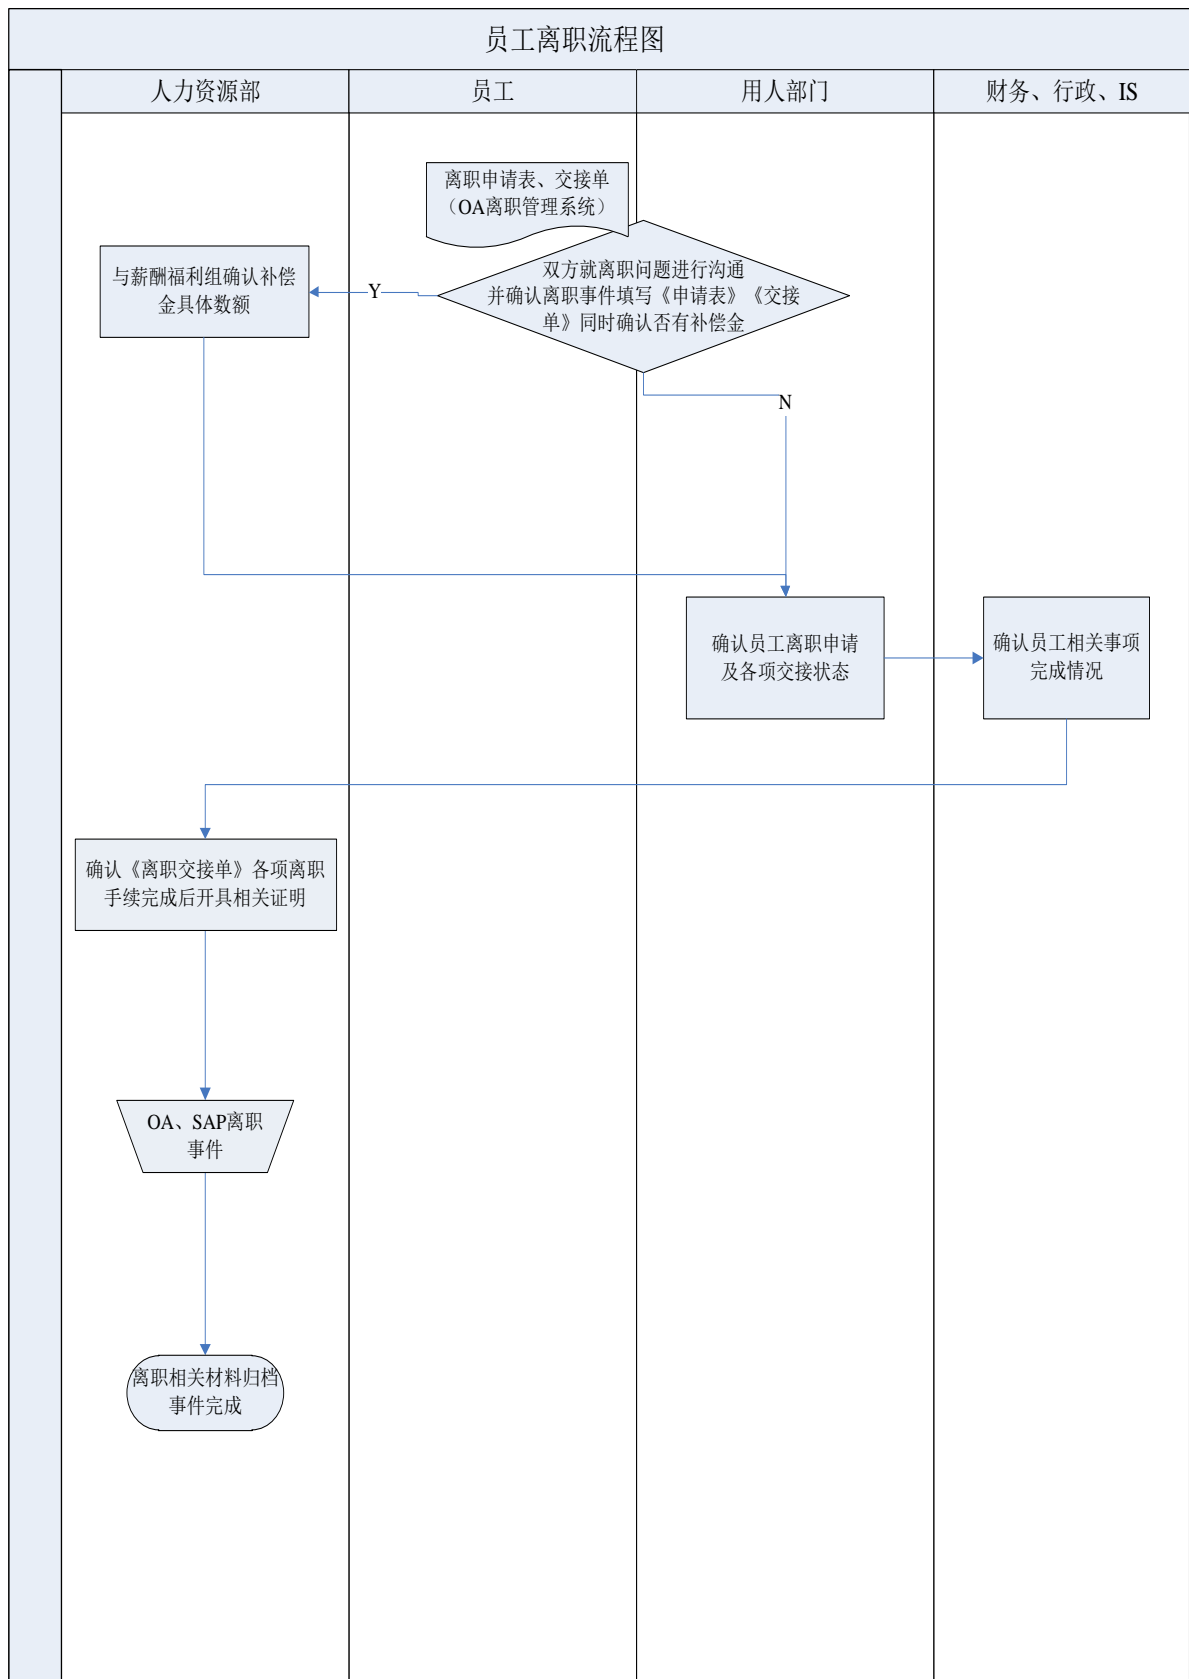 员工离职流程图
人力资源部
员工
用人部门
财务、行政、IS
离职申请表、交接单
（OA离职管理系统）
双方就离职问题进行沟通
并确认离职事件填写《申请表》《交接
单》同时确认否有补偿金
Y
与薪酬福利组确认补偿
金具体数额
N
确认员工离职申请
及各项交接状态
确认员工相关事项
完成情况
确认《离职交接单》各项离职
手续完成后开具相关证明
OA、SAP离职
事件
离职相关材料归档
事件完成